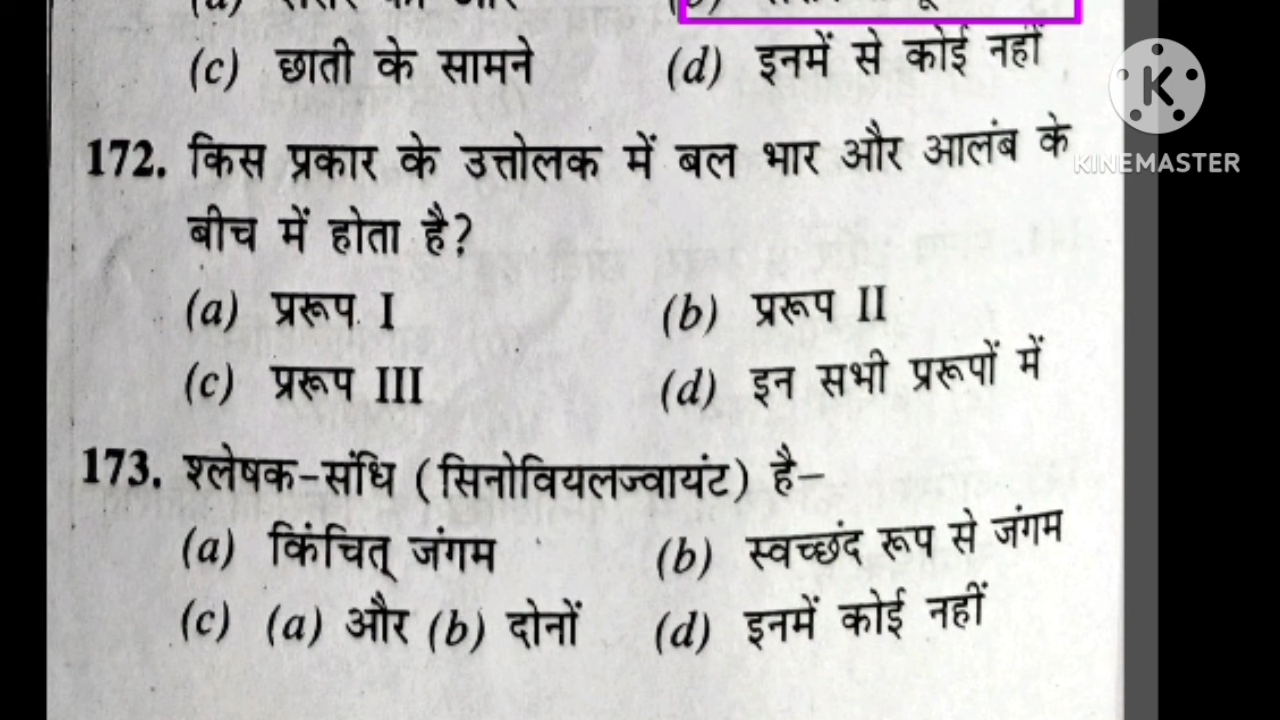 (c) छाती के सामने (d) इनमें से कोई नहीं
K
KINEMASTER
172. किस प्रकार के उत्तोलक में बल भार और आलंब के
बीच में होता है?
(a) प्ररूप I (b) प्ररूप II
(c) प्ररूप III (d) इन सभी प्ररूपों में
173. श्लेषक-संधि (सिनोवियलज्वायंट) है-
(a) किंचित् जंगम (b) स्वच्छंद रूप से जंगम
(c) (a) और (b) दोनों (d) इनमें कोई नहीं